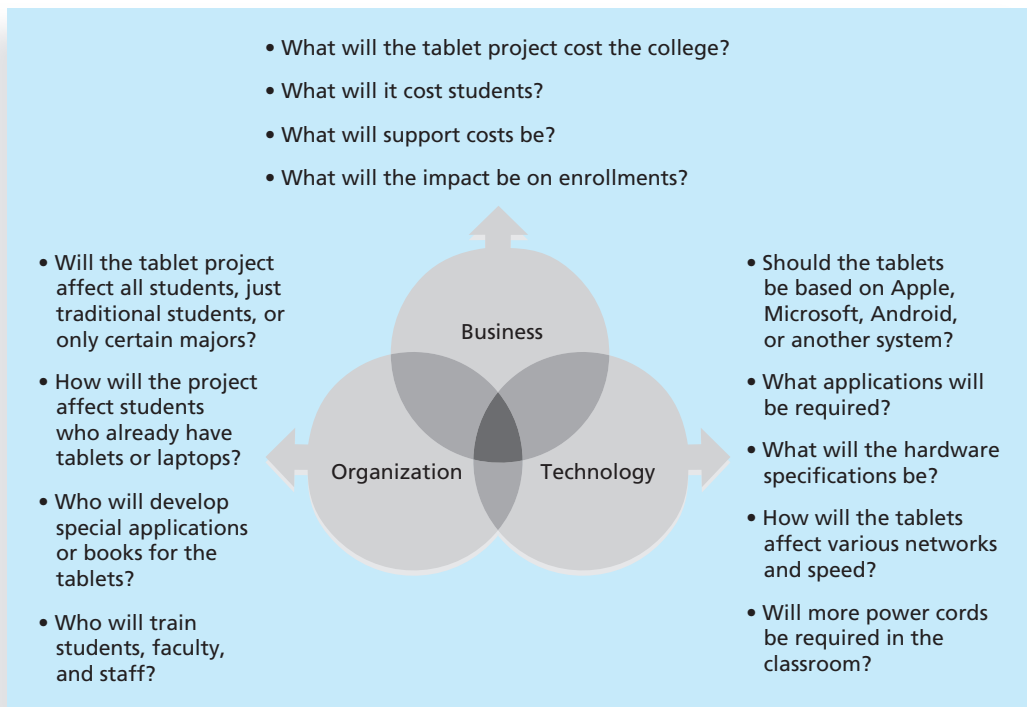 • What will the tablet project cost the college?
• What will it cost students?
• What will support costs be?
• What will the impact be on enrollments?
• Will the tablet project
affect all students, just
traditional students, or
only certain majors?
• How will the project
affect students
who already have
tablets or laptops?
• Who will develop
special applications
or books for the
tablets?
• Who will train
students, faculty,
and staff?
Business
Organization
Technology
• Should the tablets
be based on Apple,
Microsoft, Android,
or another system?
• What applications will
be required?
• What will the hardware
specifications be?
• How will the tablets
affect various networks
and speed?
• Will more power cords
be required in the
classroom?